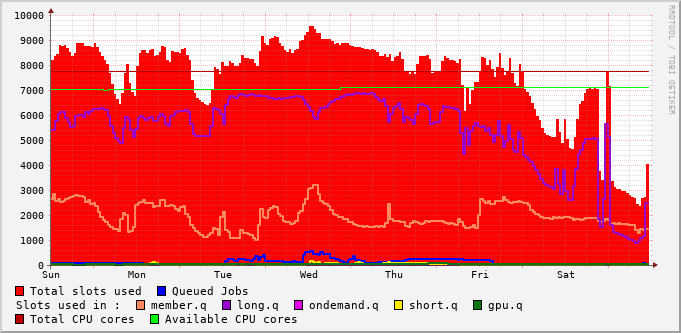 10000
9000
8000
7000
6000
5000
4000
3000
2000
1000
0
Sun Mon Tue Wed Thu Fri Sat
RRDTOOL / TOBI OETIKER
Total slots used Queued Jobs
Slots used in : member.q long.q ondemand.q short.q gpu.q
Total CPU cores Available CPU cores